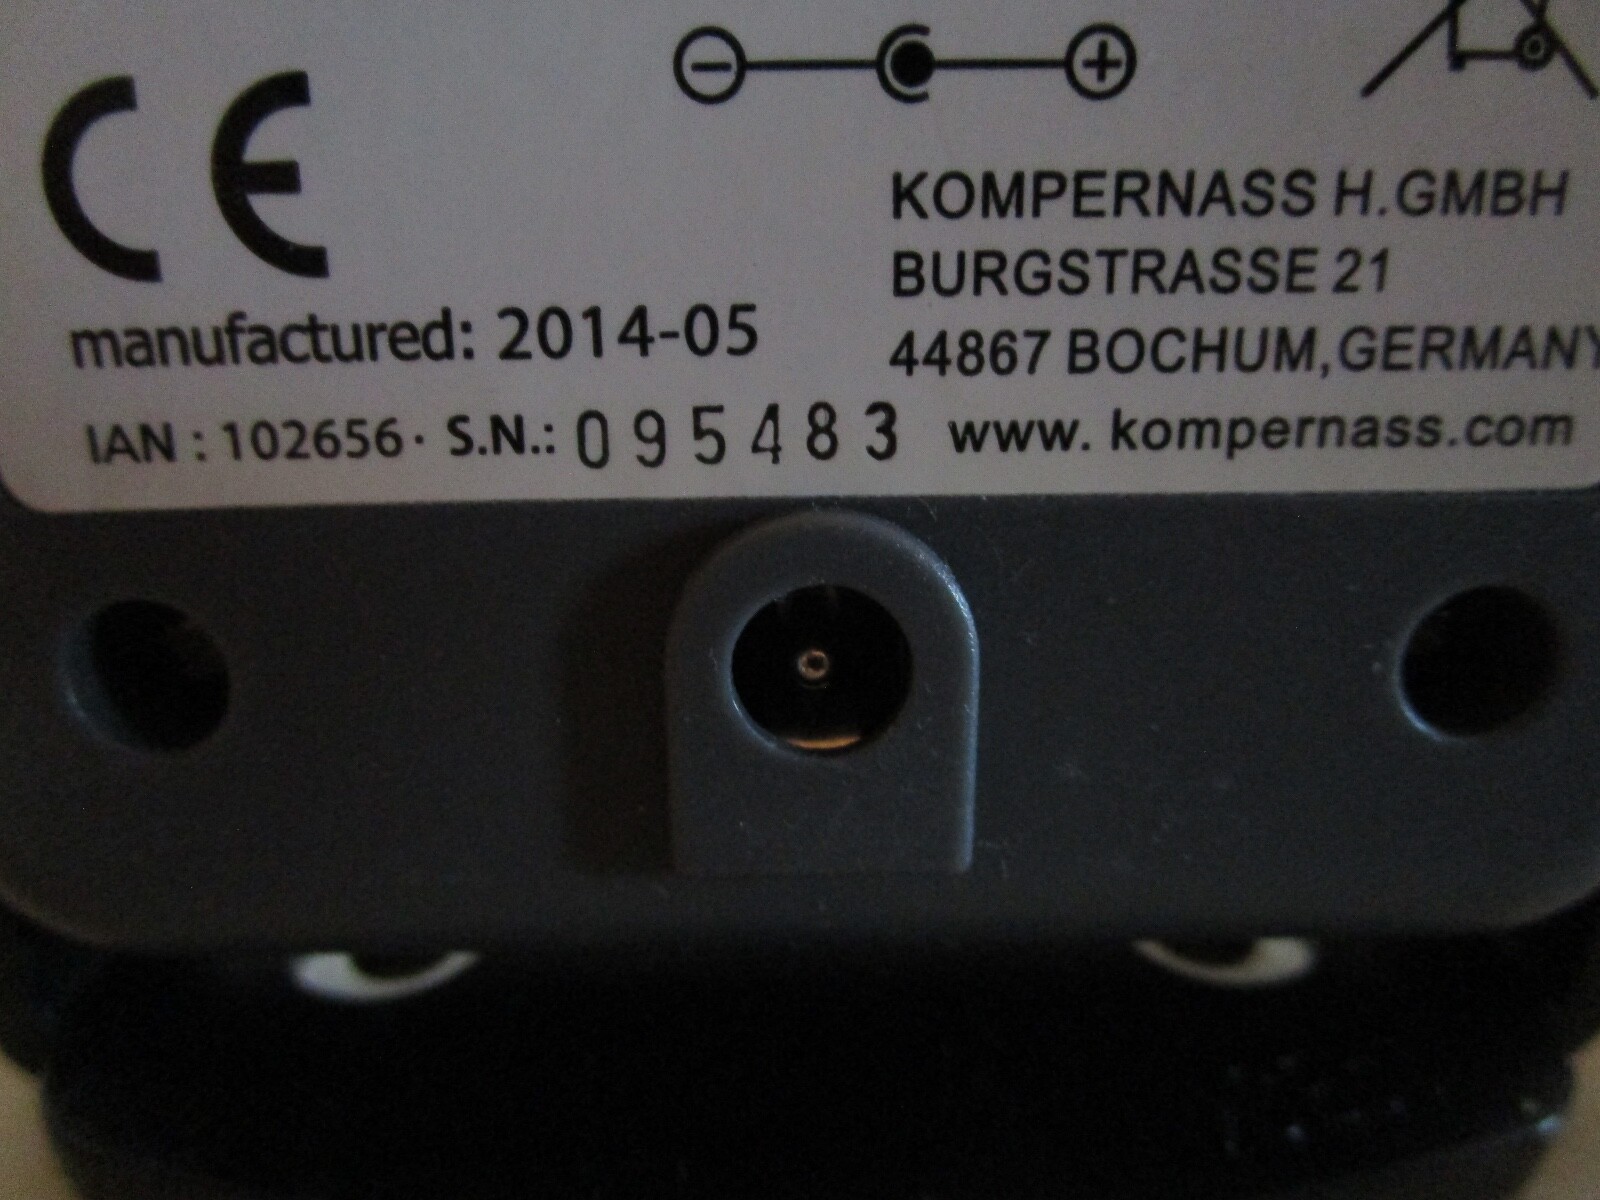 CE
KOMPERNASS H.GMBH
BURGSTRASSE 21
manufactured: 2014-05
44867 BOCHUM,GERMANY
IAN : 102656 · S.N.: 095483
www. kompernass.com